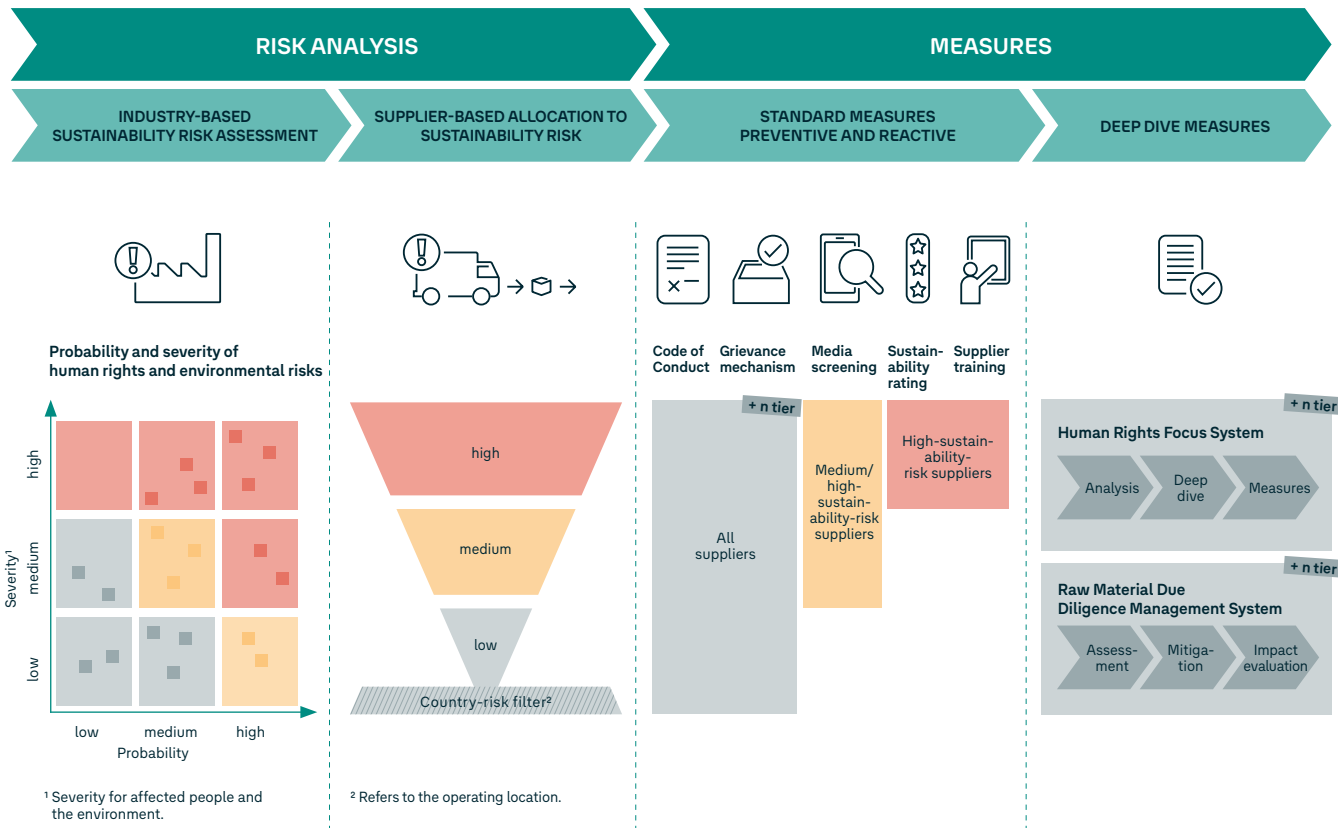 RISK ANALYSIS
MEASURES
INDUSTRY-BASED
SUSTAINABILITY RISK ASSESSMENT
SUPPLIER-BASED ALLOCATION TO
SUSTAINABILITY RISK
STANDARD MEASURES
PREVENTIVE AND REACTIVE
DEEP DIVE MEASURES
Probability and severity of
human rights and environmental risks
Severity¹
high
medium
low
low
medium
high
Probability
¹ Severity for affected people and
the environment.
high
medium
low
Country-risk filter²
² Refers to the operating location.
Code of
Conduct
Grievance
mechanism
Media
screening
Sustain-
ability
rating
Supplier
training
+ n tier
All
suppliers
Medium/
high-
sustain-
ability-risk
suppliers
High-sustain-
ability-
risk suppliers
+ n tier
Human Rights Focus System
Analysis
Deep
dive
Measures
+ n tier
Raw Material Due
Diligence Management System
Assess-
ment
Mitiga-
tion
Impact
evaluation